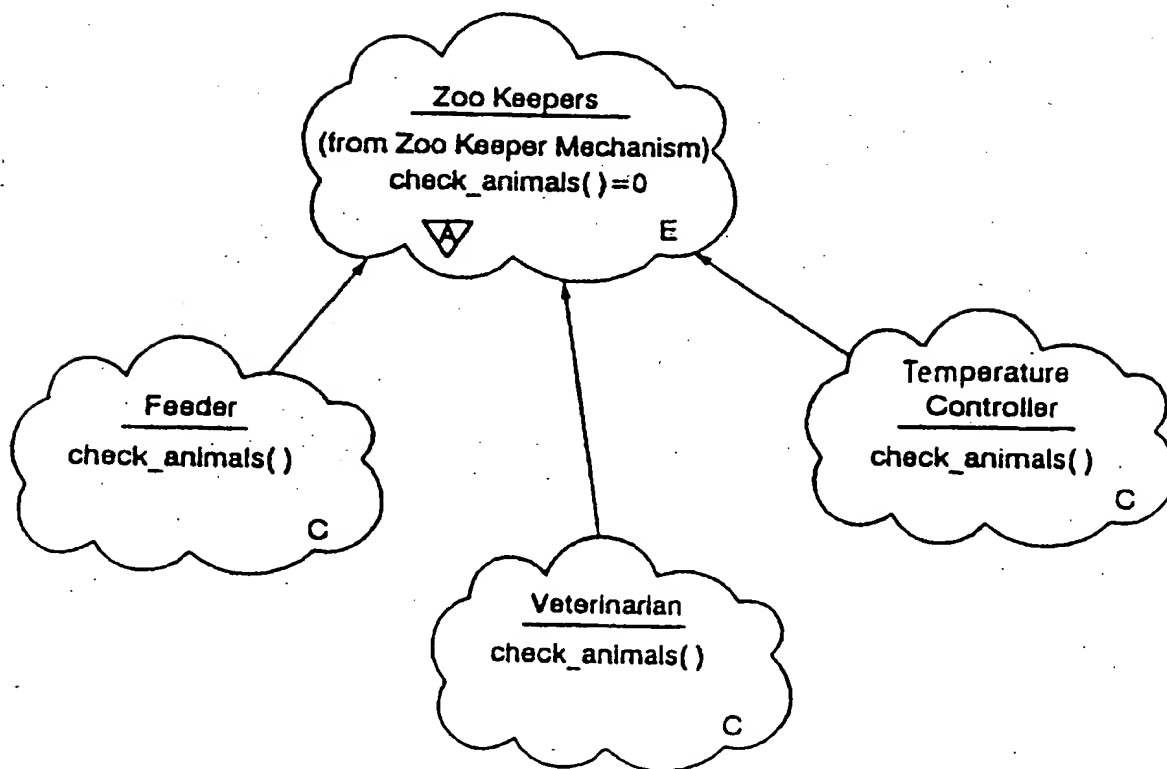 Zoo Keepers
(from Zoo Keeper Mechanism)
check_animals()=0
A
E
Feeder
check_animals()
C
Temperature
Controller
check_animals()
C
Veterinarian
check_animals()
C